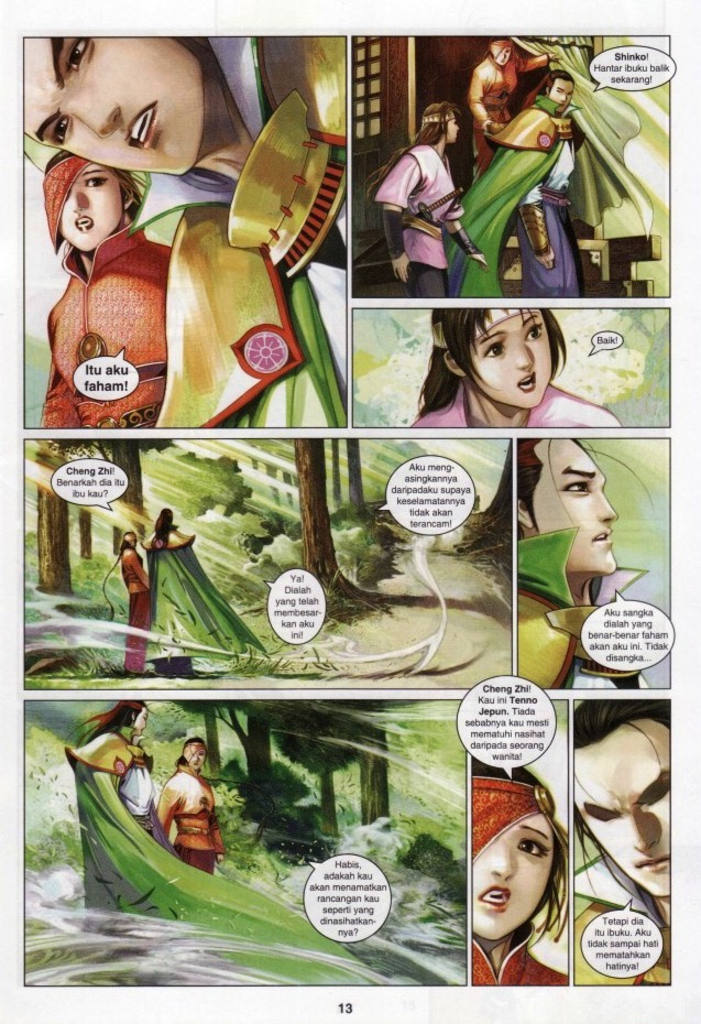 Itu aku
faham!
Shinko!
Hantar ibuku balik
sekarang!
Baik!
Cheng Zhi!
Benarkah dia itu
ibu kau?
Ya!
Dialah
yang telah
membesar-
kan aku
ini!
Aku meng-
asingkannya
daripadaku supaya
keselamatannya
tidak akan
terancam!
Aku sangka
dialah yang
benar-benar faham
akan aku ini. Tidak
disangka...
Habis,
adakah kau
akan menamatkan
rancangan kau
seperti yang
dinasihatkan-
nya?
Cheng Zhi!
Kau ini Tenno
Jepun. Tiada
sebabnya kau mesti
mematuhi nasihat
daripada seorang
wanita!
Tetapi dia
itu ibuku. Aku
tidak sampai hati
mematahkan
hatinya!
13